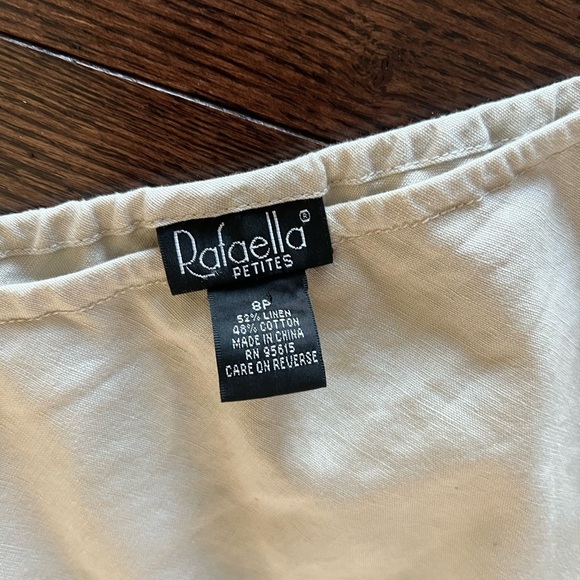 Rafaella®
PETITES
8P
52% LINEN
48% COTTON
MADE IN CHINA
RN 95615
CARE ON REVERSE